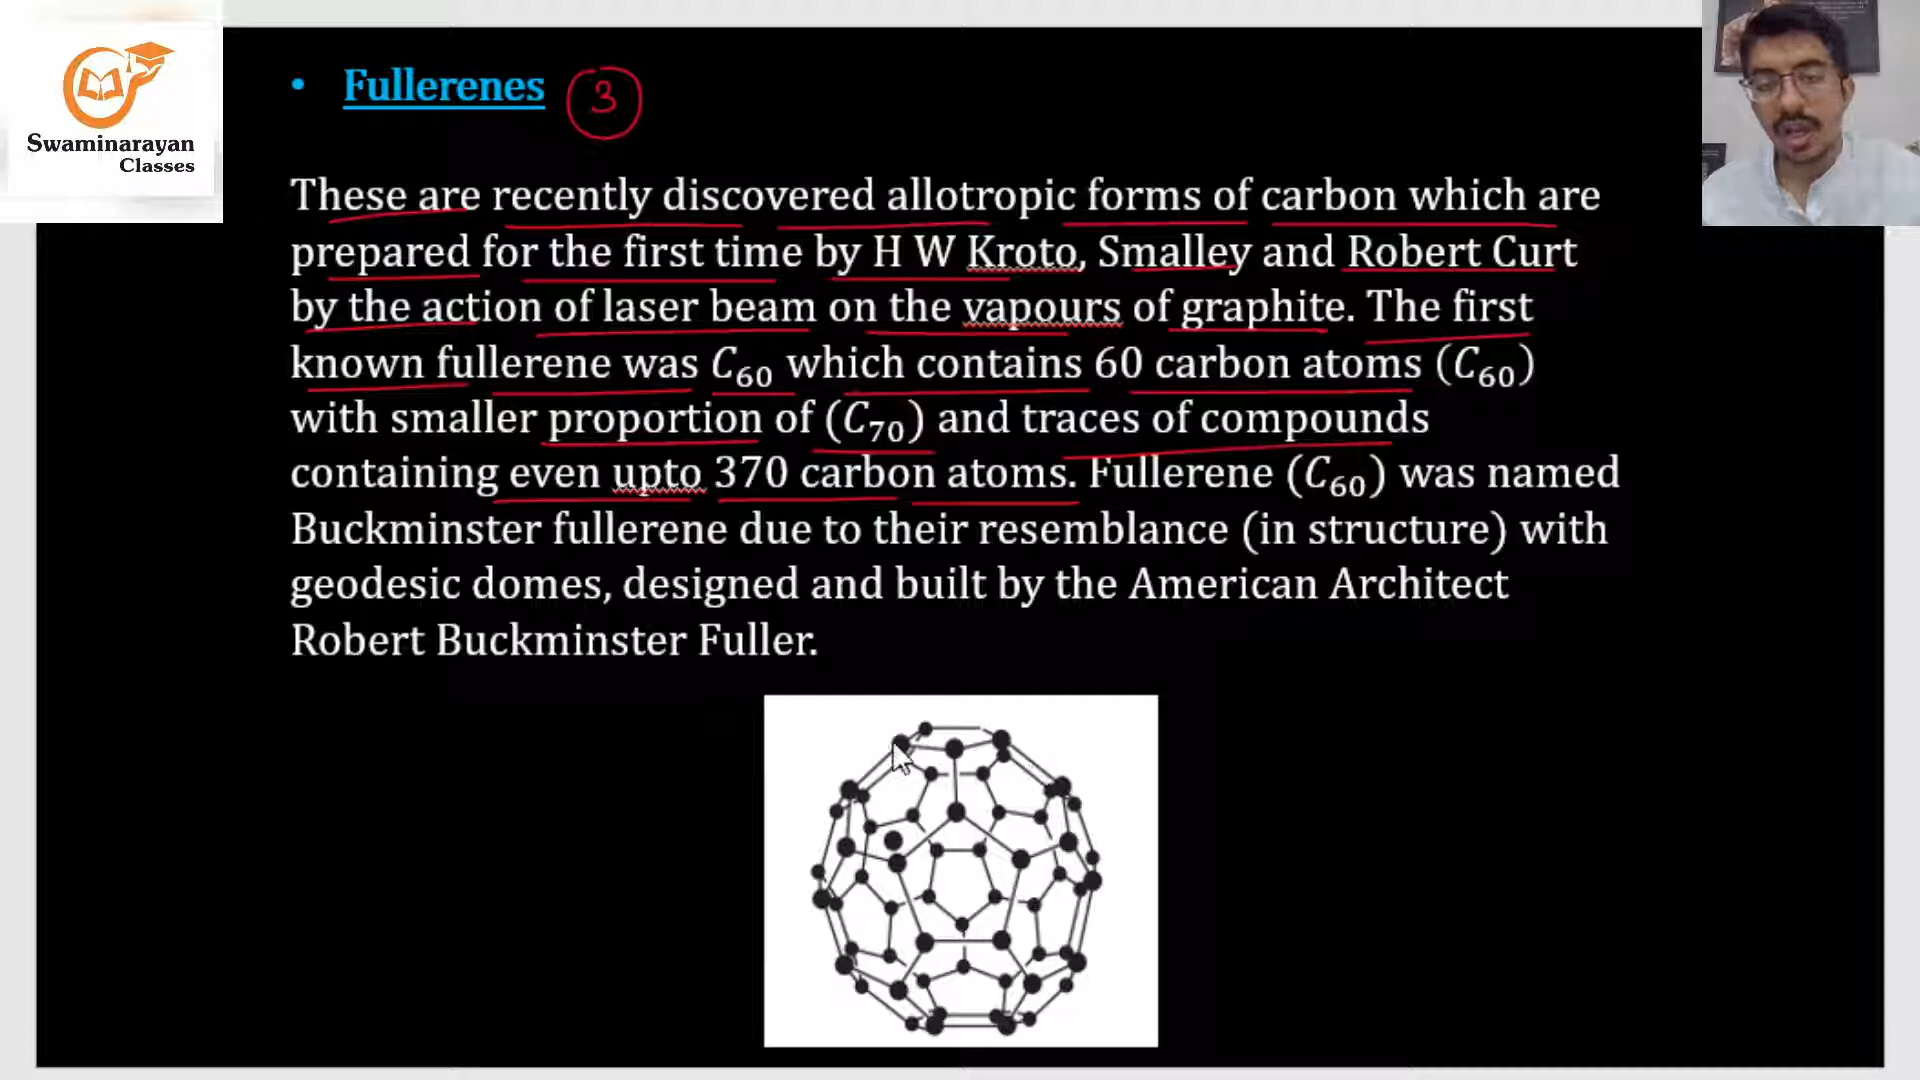 Swaminarayan
Classes
• Fullerenes 3
These are recently discovered allotropic forms of carbon which are
prepared for the first time by H W Kroto, Smalley and Robert Curt
by the action of laser beam on the vapours of graphite. The first
known fullerene was C₆₀ which contains 60 carbon atoms (C₆₀)
with smaller proportion of (C₇₀) and traces of compounds
containing even upto 370 carbon atoms. Fullerene (C₆₀) was named
Buckminster fullerene due to their resemblance (in structure) with
geodesic domes, designed and built by the American Architect
Robert Buckminster Fuller.